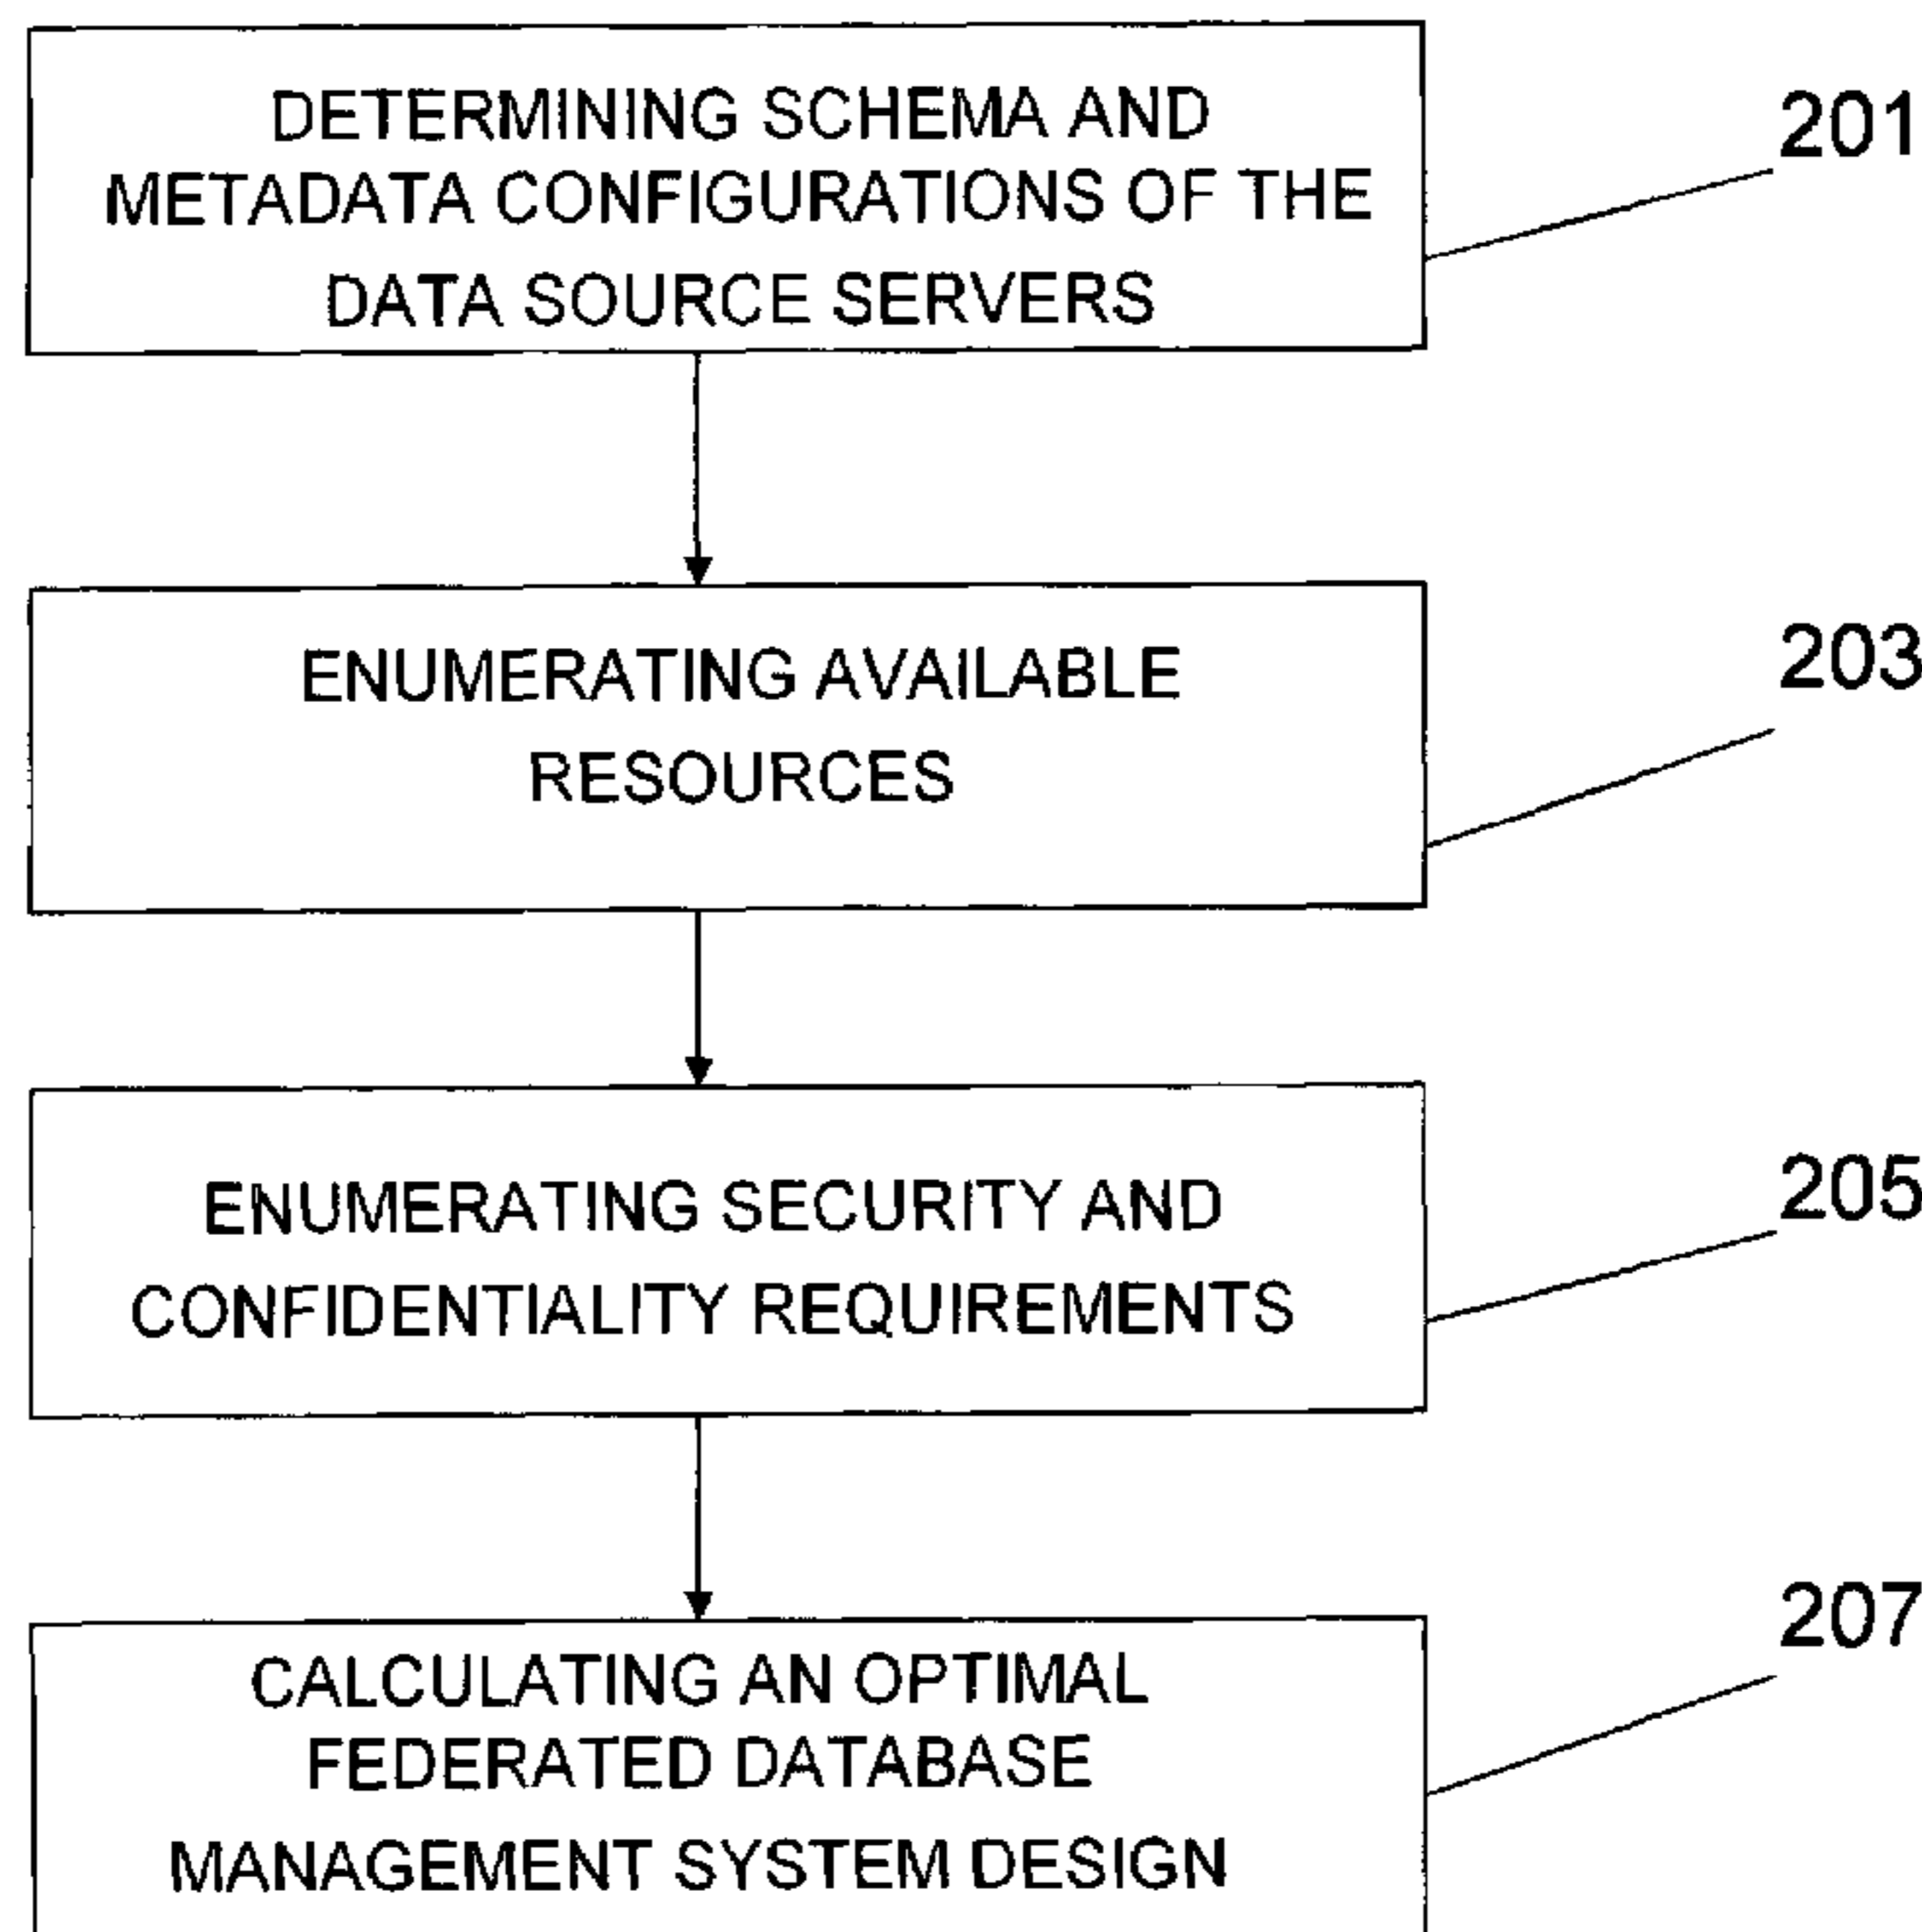 DETERMINING SCHEMA AND
METADATA CONFIGURATIONS OF THE
DATA SOURCE SERVERS
201
ENUMERATING AVAILABLE
RESOURCES
203
ENUMERATING SECURITY AND
CONFIDENTIALITY REQUIREMENTS
205
CALCULATING AN OPTIMAL
FEDERATED DATABASE
MANAGEMENT SYSTEM DESIGN
207